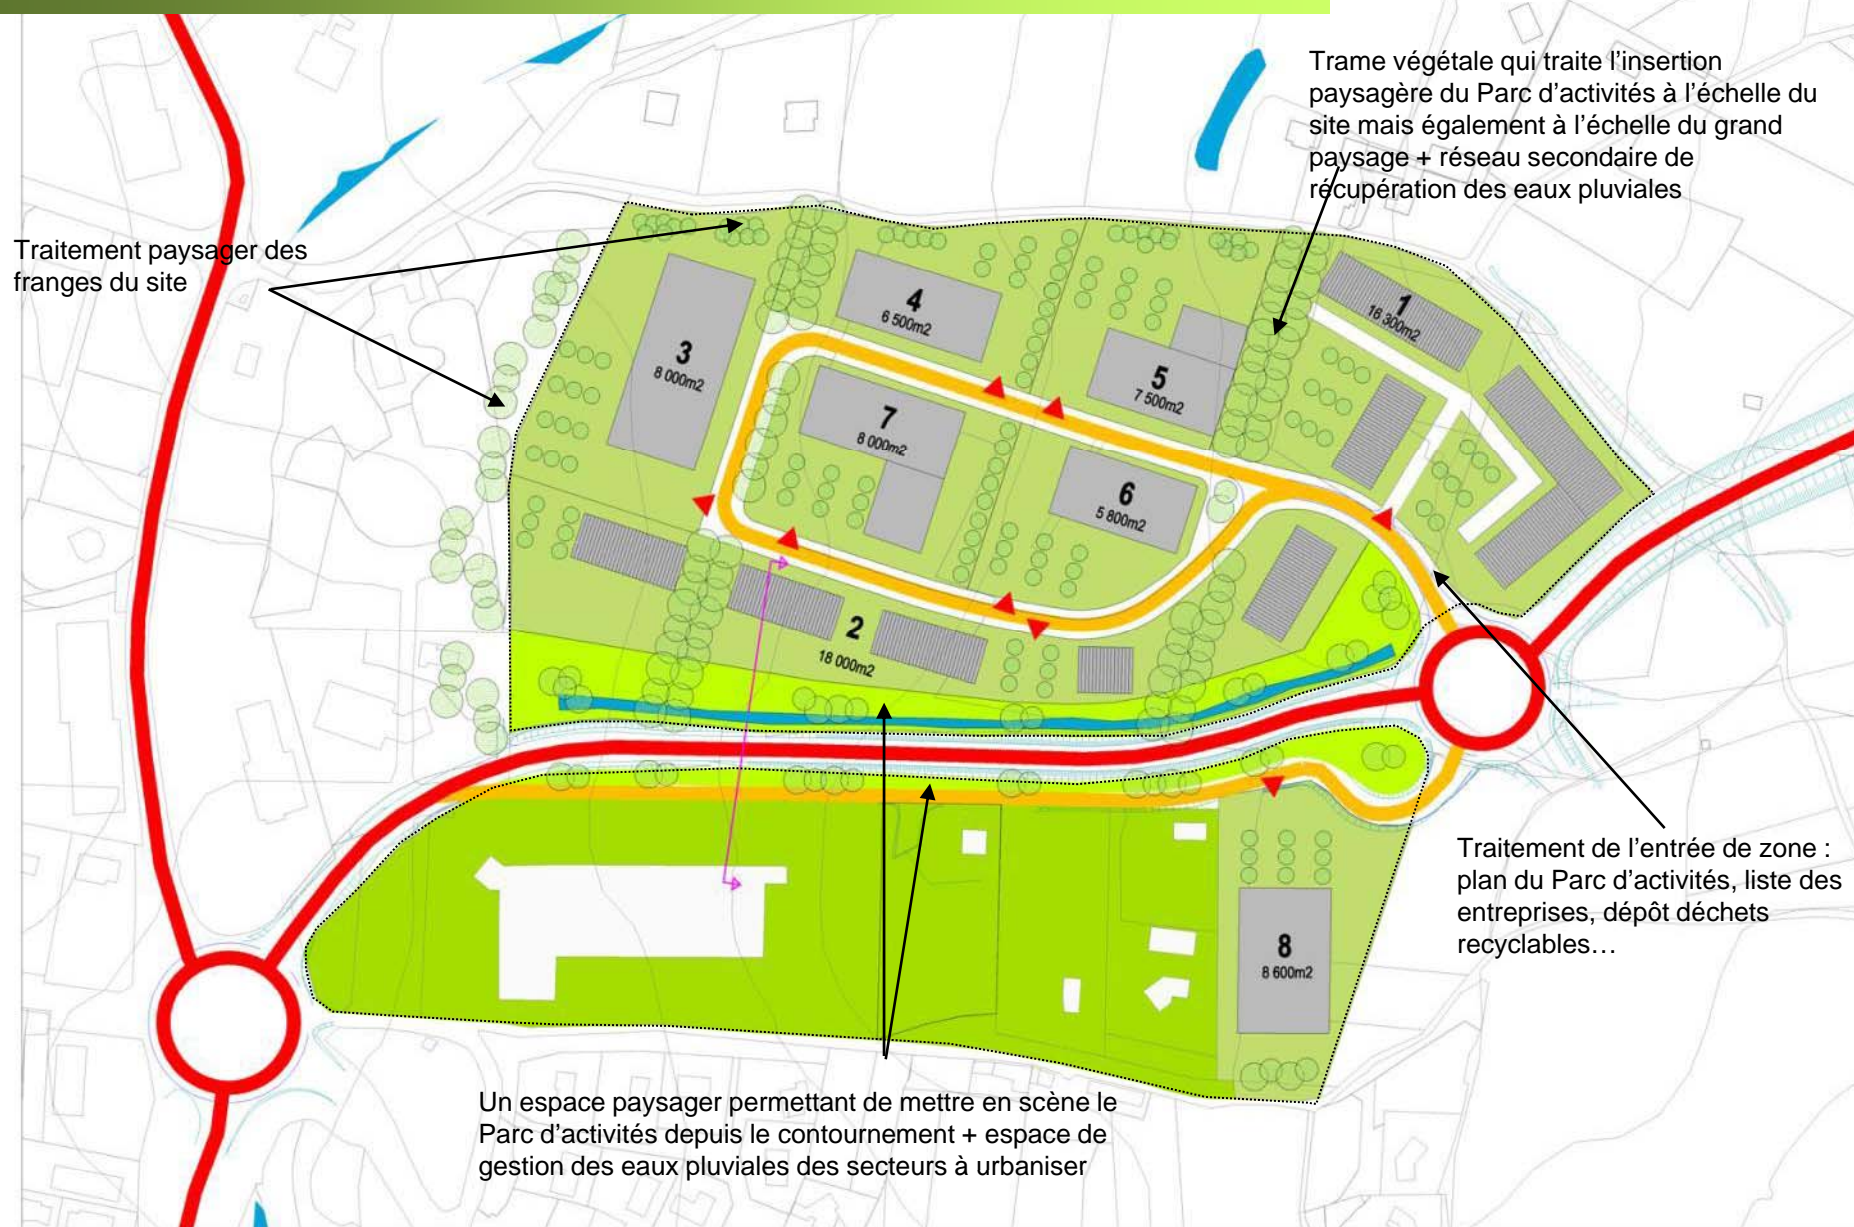 Trame végétale qui traite l'insertion
paysagère du Parc d'activités à l'échelle du
site mais également à l'échelle du grand
paysage + réseau secondaire de
récupération des eaux pluviales
Traitement paysager des
franges du site
1
16 300m2
4
6 500m2
3
8 000m2
5
7 500m2
7
8 000m2
6
5 800m2
2
18 000m2
8
8 600m2
Traitement de l'entrée de zone :
plan du Parc d'activités, liste des
entreprises, dépôt déchets
recyclables…
Un espace paysager permettant de mettre en scène le
Parc d'activités depuis le contournement + espace de
gestion des eaux pluviales des secteurs à urbaniser